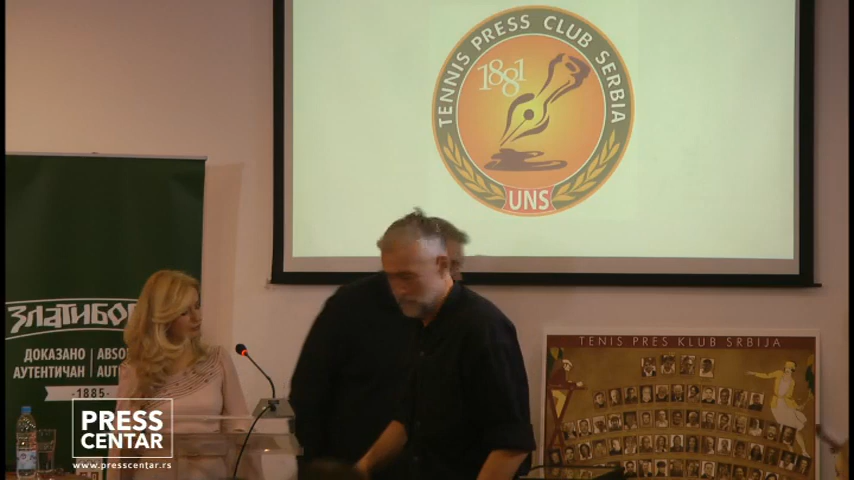 TENNIS PRESS CLUB SERBIA
1881
UNS
ЗЛАТИБОР
ДОКАЗАНО
АУТЕНТИЧАН
-1885-
TENIS PRES KLUB SRBIJA
PRESS
CENTAR
www.presscentar.rs